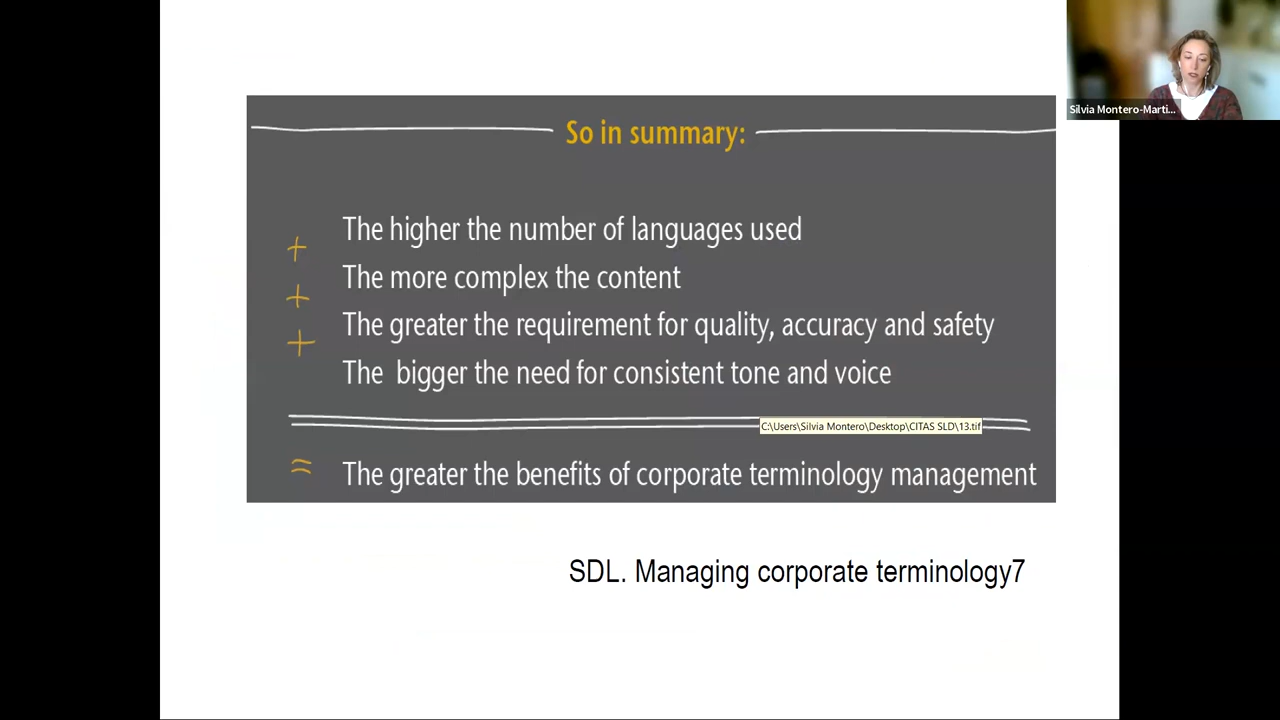 Silvia Montero-Marti...
So in summary:
The higher the number of languages used
+
The more complex the content
+
The greater the requirement for quality, accuracy and safety
+
The bigger the need for consistent tone and voice
C:\Users\Silvia Montero\Desktop\CITAS SLD\13.tif
= The greater the benefits of corporate terminology management
SDL. Managing corporate terminology7